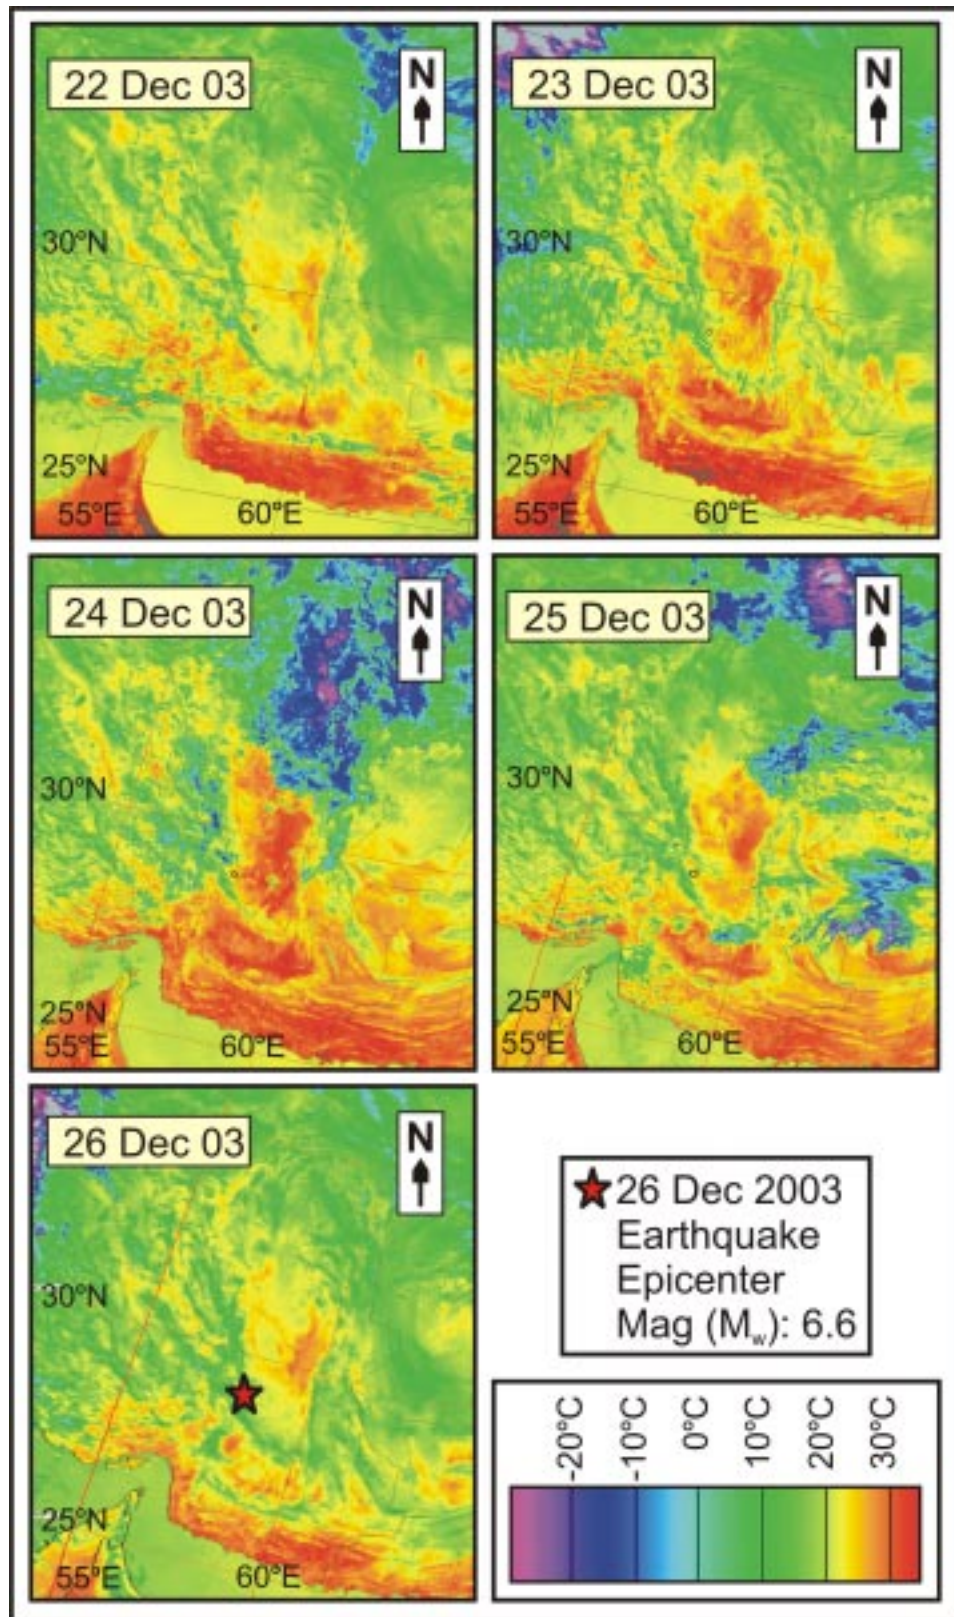 22 Dec 03
N
30°N
25°N
55°E
60°E
23 Dec 03
N
30°N
25°N
55°E
60°E
24 Dec 03
N
30°N
25°N
55°E
60°E
25 Dec 03
N
30°N
25°N
55°E
60°E
26 Dec 03
N
30°N
25°N
55°E
60°E
26 Dec 2003
Earthquake
Epicenter
Mag (Mw): 6.6
-20°C
-10°C
0°C
10°C
20°C
30°C